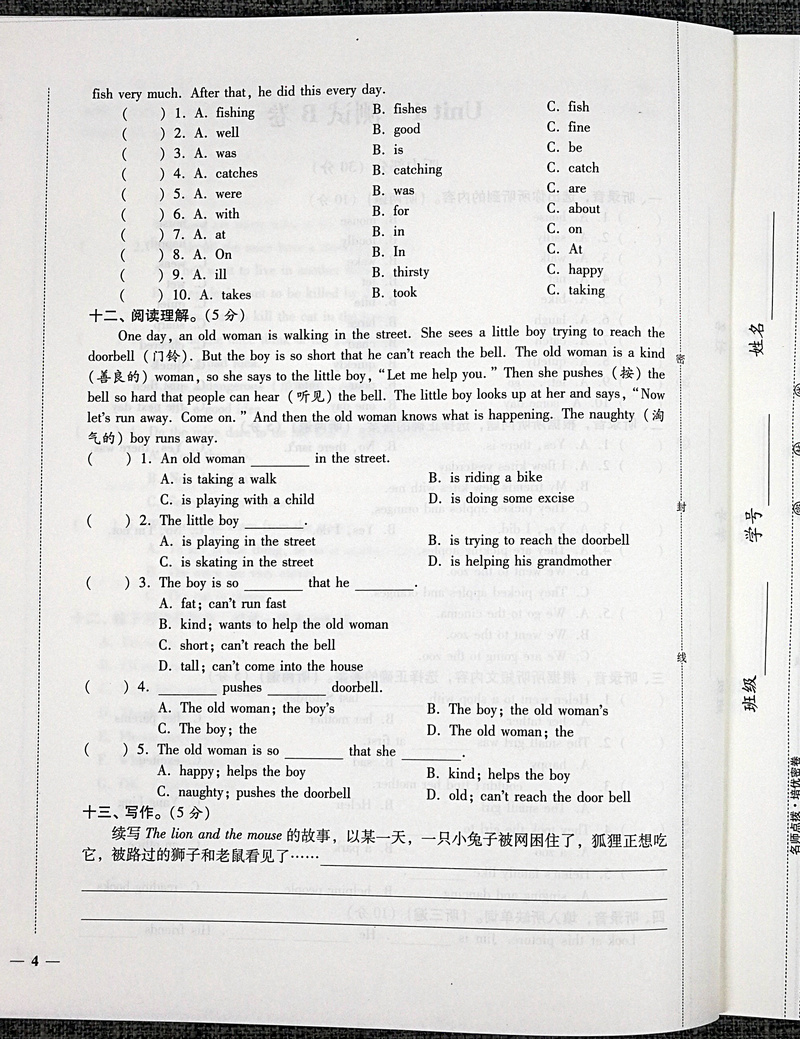 fish very much. After that, he did this every day.
(    ) 1. A. fishing    B. fishes    C. fish
(    ) 2. A. well    B. good    C. fine
(    ) 3. A. was    B. is    C. be
(    ) 4. A. catches    B. catching    C. catch
(    ) 5. A. were    B. was    C. are
(    ) 6. A. with    B. for    C. about
(    ) 7. A. at    B. in    C. on
(    ) 8. A. On    B. In    C. At
(    ) 9. A. ill    B. thirsty    C. happy
(    ) 10. A. takes    B. took    C. taking
十二、阅读理解。(5 分)
One day, an old woman is walking in the street. She sees a little boy trying to reach the
doorbell (门铃). But the boy is so short that he can't reach the bell. The old woman is a kind
(善良的) woman, so she says to the little boy, “Let me help you.” Then she pushes (按) the
bell so hard that people can hear (听见) the bell. The little boy looks up at her and says, “Now
let's run away. Come on.” And then the old woman knows what is happening. The naughty (淘
气的) boy runs away.
(    ) 1. An old woman ________ in the street.
A. is taking a walk    B. is riding a bike
C. is playing with a child    D. is doing some excise
(    ) 2. The little boy ________.
A. is playing in the street    B. is trying to reach the doorbell
C. is skating in the street    D. is helping his grandmother
(    ) 3. The boy is so ________ that he ________.
A. fat; can't run fast
B. kind; wants to help the old woman
C. short; can't reach the bell
D. tall; can't come into the house
(    ) 4. ________ pushes ________ doorbell.
A. The old woman; the boy's    B. The boy; the old woman's
C. The boy; the    D. The old woman; the
(    ) 5. The old woman is so ________ that she ________.
A. happy; helps the boy    B. kind; helps the boy
C. naughty; pushes the doorbell    D. old; can't reach the door bell
十三、写作。(5 分)
续写 The lion and the mouse 的故事，以某一天，一只小兔子被网困住了，狐狸正想吃
它，被路过的狮子和老鼠看见了……
— 4 —
密
封
线
姓名
学号
班级
名师点拨·培优密卷